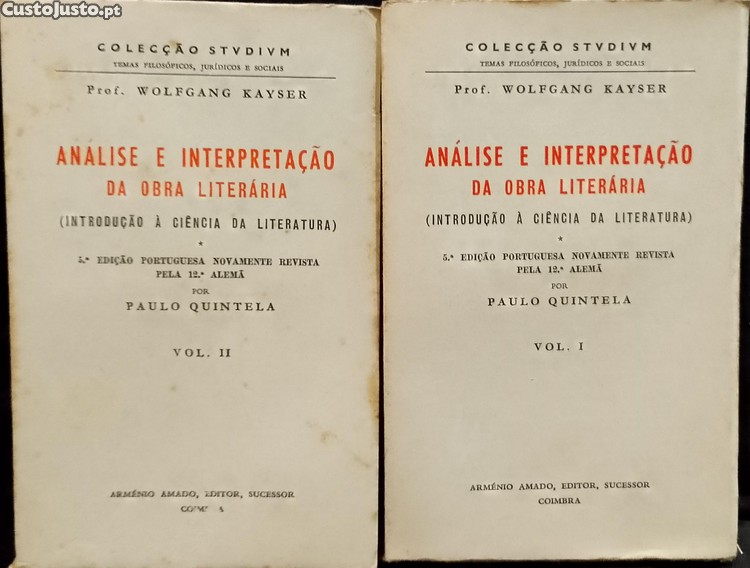 CustoJusto.pt
COLECÇÃO STVDIVM
TEMAS FILOSÓFICOS, JURÍDICOS E SOCIAIS
Prof. WOLFGANG KAYSER
ANÁLISE E INTERPRETAÇÃO
DA OBRA LITERÁRIA
(INTRODUÇÃO À CIÊNCIA DA LITERATURA)
*
5.ª EDIÇÃO PORTUGUESA NOVAMENTE REVISTA
PELA 12.ª ALEMÃ
POR
PAULO QUINTELA
VOL. II
ARMÉNIO AMADO, EDITOR, SUCESSOR
COLECÇÃO STVDIVM
TEMAS FILOSÓFICOS, JURÍDICOS E SOCIAIS
Prof. WOLFGANG KAYSER
ANÁLISE E INTERPRETAÇÃO
DA OBRA LITERÁRIA
(INTRODUÇÃO À CIÊNCIA DA LITERATURA)
*
5.ª EDIÇÃO PORTUGUESA NOVAMENTE REVISTA
PELA 12.ª ALEMÃ
POR
PAULO QUINTELA
VOL. I
ARMÉNIO AMADO, EDITOR, SUCESSOR
COIMBRA